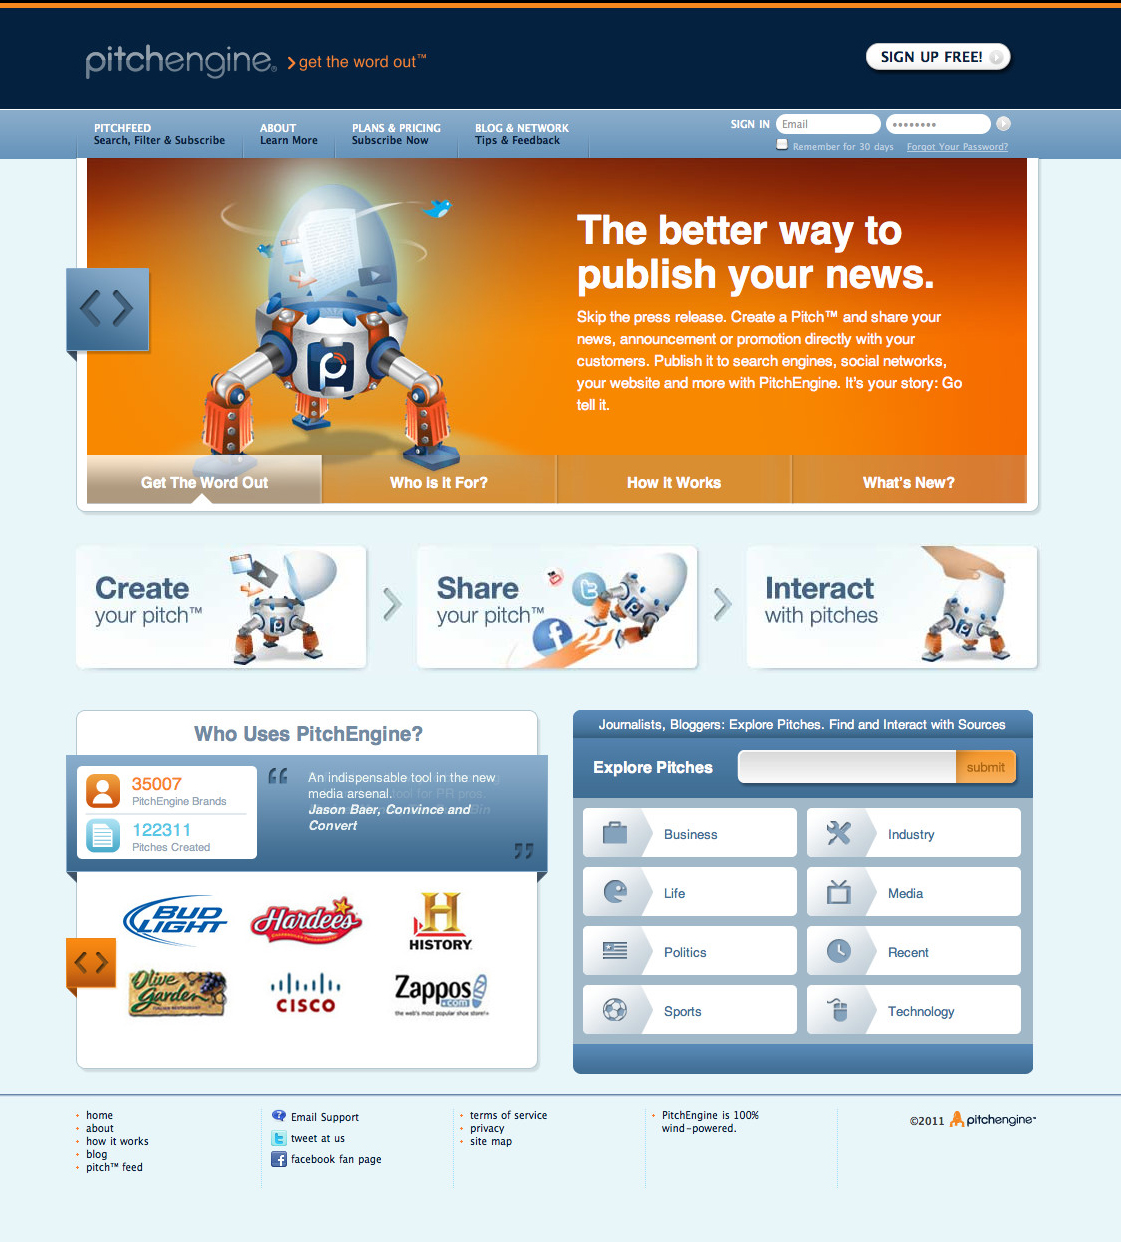 pitchengine® get the word out™
SIGN UP FREE!
PITCHFEED
Search, Filter & Subscribe
ABOUT
Learn More
PLANS & PRICING
Subscribe Now
BLOG & NETWORK
Tips & Feedback
SIGN IN Email
Remember for 30 days Forgot Your Password?
The better way to
publish your news.
Skip the press release. Create a Pitch™ and share your
news, announcement or promotion directly with your
customers. Publish it to search engines, social networks,
your website and more with PitchEngine. It's your story: Go
tell it.
Get The Word Out
Who is it For?
How it Works
What's New?
Create
your pitch™
Share
your pitch™
Interact
with pitches
Who Uses PitchEngine?
35007
PitchEngine Brands
122311
Pitches Created
An indispensable tool in the new
media arsenal.
Jason Baer, Convince and
Convert
BUD
LIGHT
Hardee's
H
HISTORY
Olive
Garden
CISCO
Zappos
.com
the web's most popular shoe store!
Journalists, Bloggers: Explore Pitches. Find and Interact with Sources
Explore Pitches submit
Business
Industry
Life
Media
Politics
Recent
Sports
Technology
home
about
how it works
blog
pitch™ feed
Email Support
tweet at us
facebook fan page
terms of service
privacy
site map
PitchEngine is 100%
wind-powered.
©2011 pitchengine™